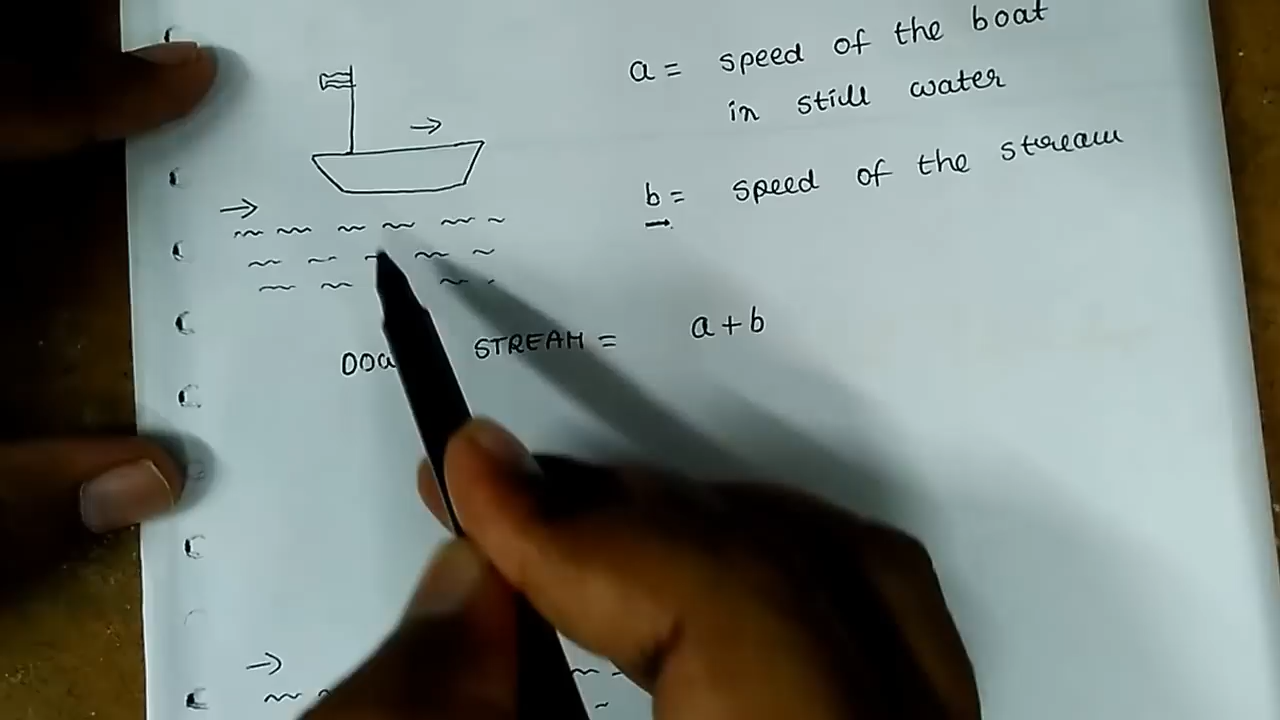 a = speed of the boat
in still water
b = speed of the stream
STREAM = a + b